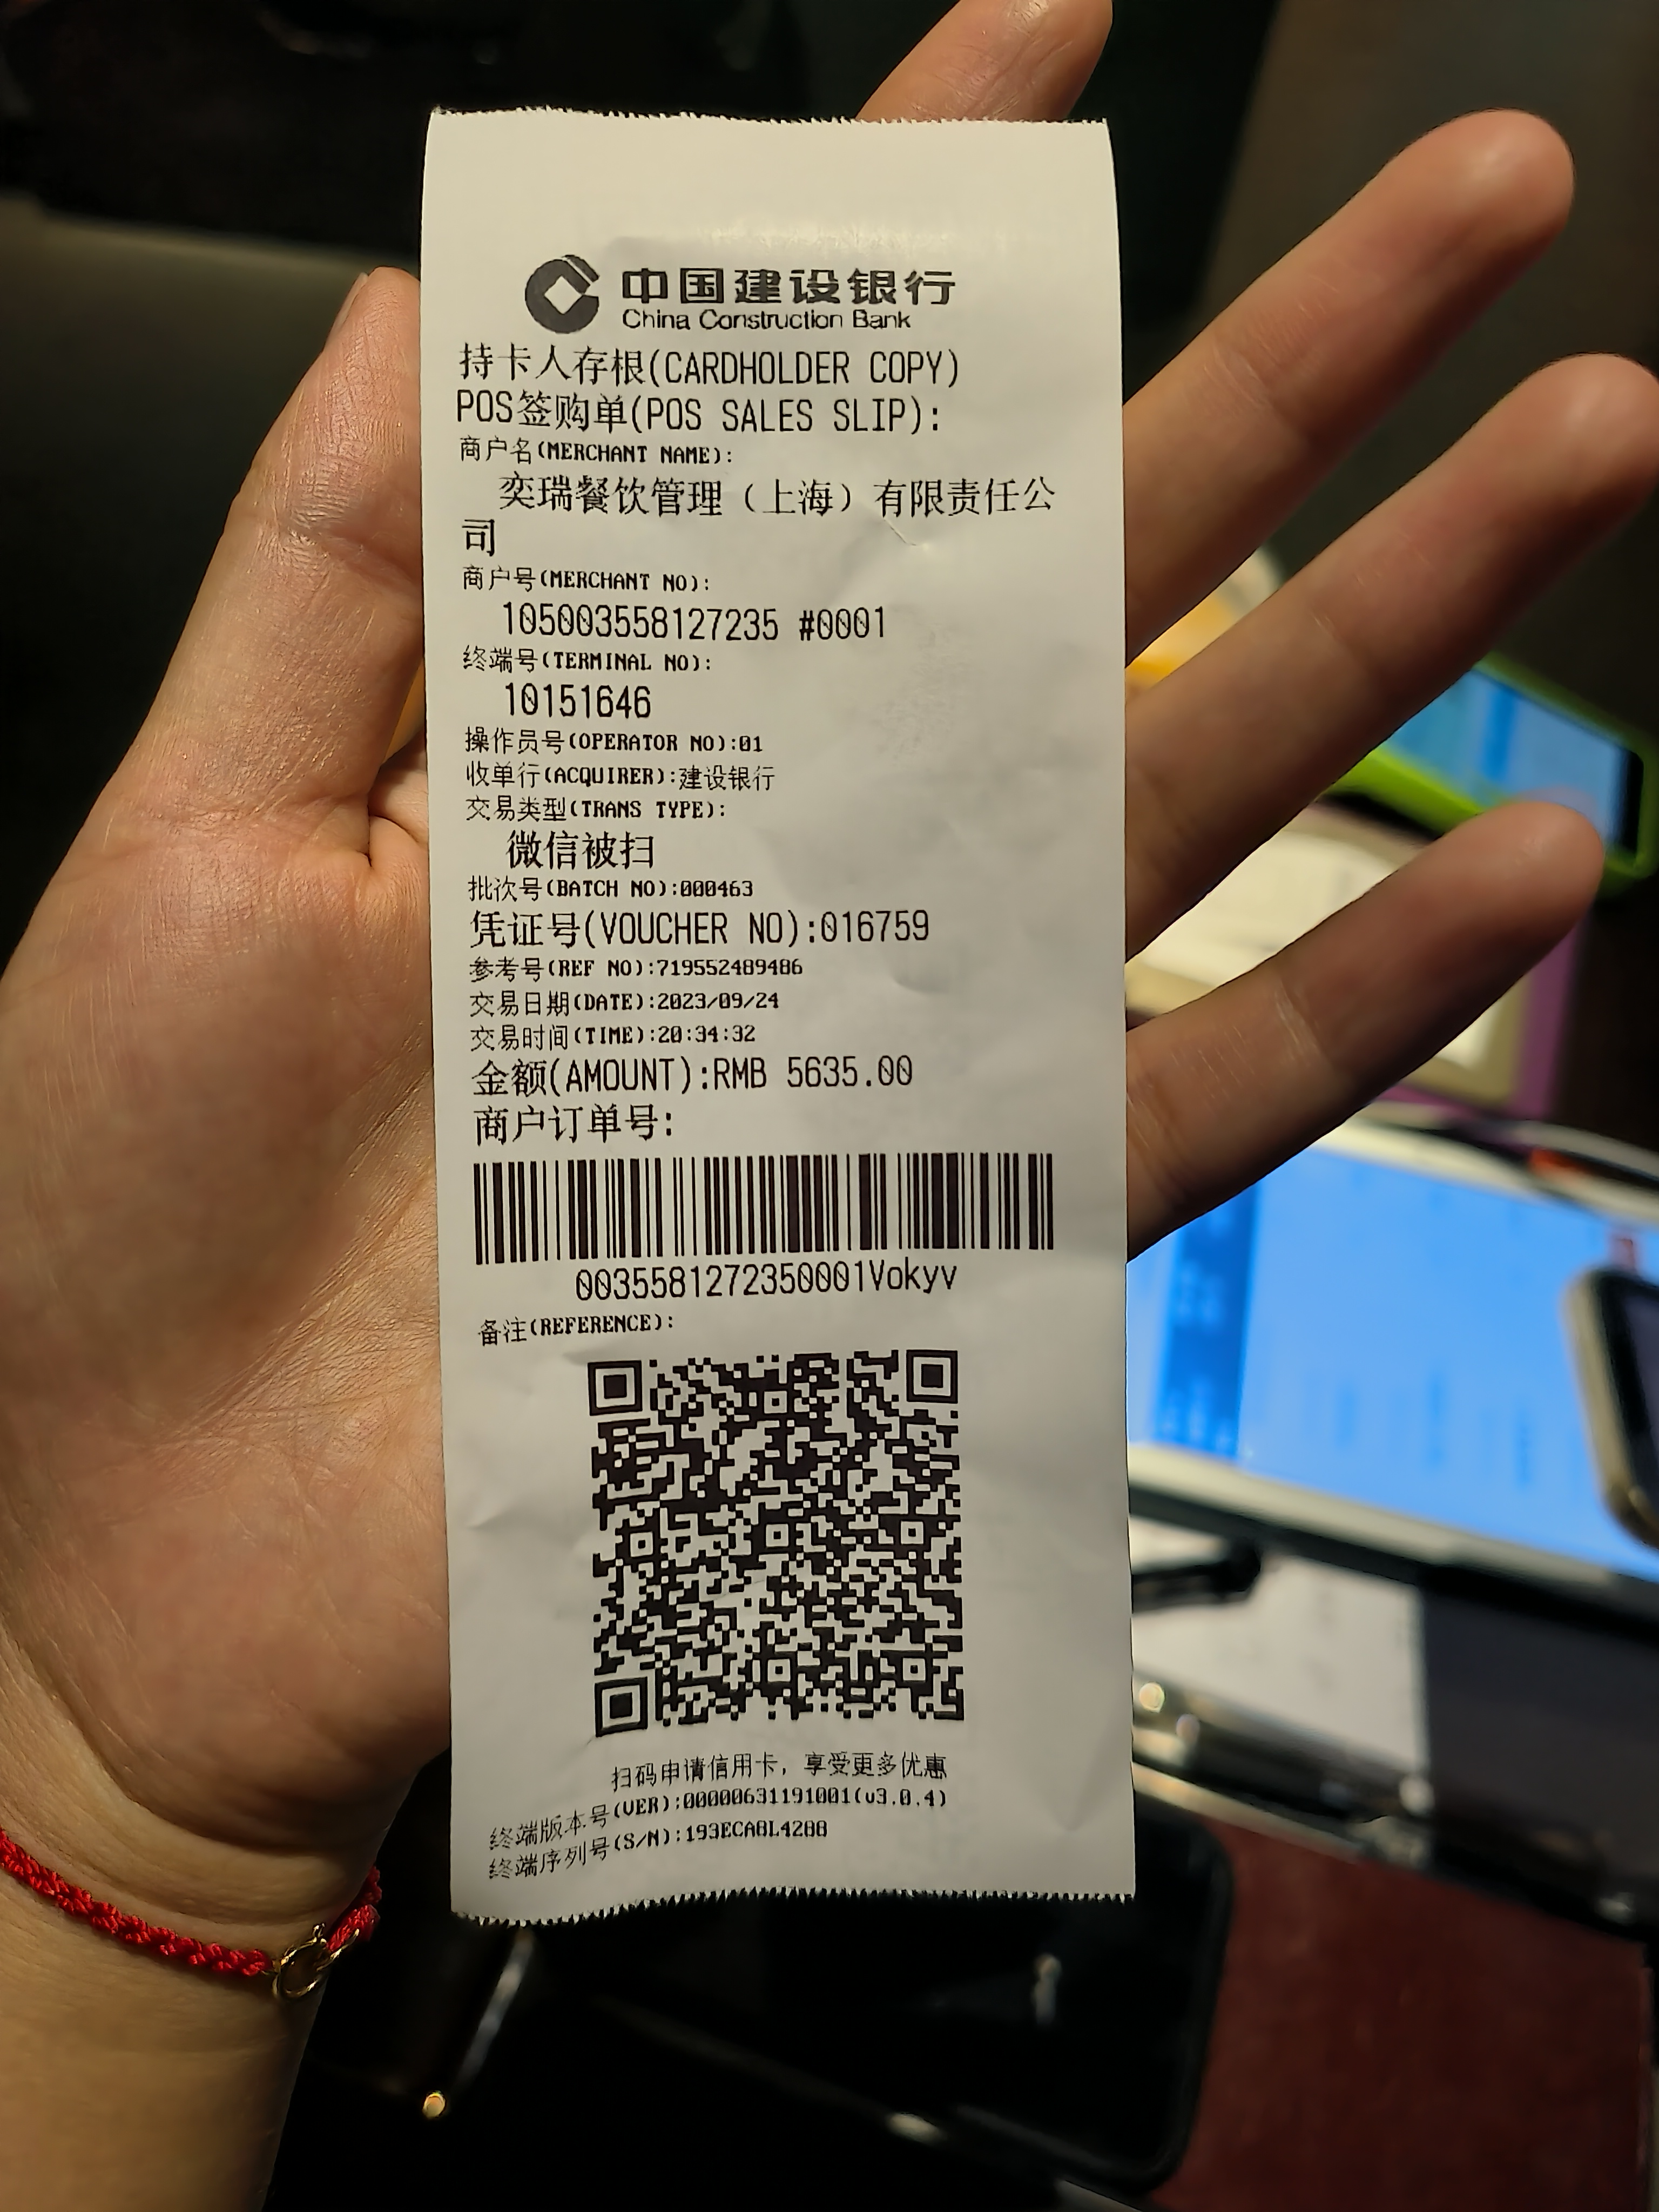 中国建设银行
China Construction Bank
持卡人存根(CARDHOLDER COPY)
POS签购单(POS SALES SLIP):
商户名(MERCHANT NAME):
奕瑞餐饮管理（上海）有限责任公
司
商户号(MERCHANT NO):
105003558127235 #0001
终端号(TERMINAL NO):
10151646
操作员号(OPERATOR NO):01
收单行(ACQUIRER):建设银行
交易类型(TRANS TYPE):
微信被扫
批次号(BATCH NO):000463
凭证号(VOUCHER NO):016759
参考号(REF NO):719552489486
交易日期(DATE):2023/09/24
交易时间(TIME):20:34:32
金额(AMOUNT):RMB 5635.00
商户订单号:
0035581272350001Vokyv
备注(REFERENCE):
扫码申请信用卡，享受更多优惠
终端版本号(VER):00000631191001(v3.0.4)
终端序列号(S/N):193ECA8L4288